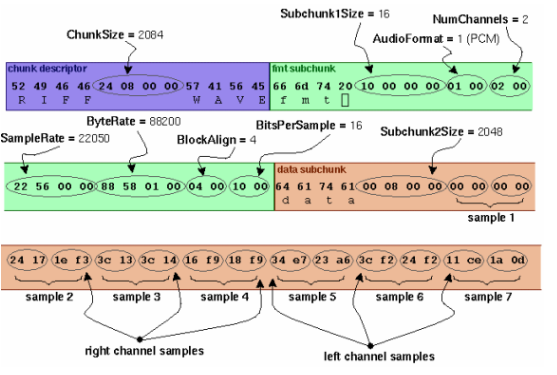 Subchunk1Size = 16
NumChannels = 2
ChunkSize = 2084
AudioFormat = 1 (PCM)
chunk descriptor
fmt subchunk
52 49 46 46 24 08 00 00 57 41 56 45 66 6d 74 20 10 00 00 00 01 00 02 00
R I F F W A V E f m t
ByteRate = 88200
BitsPerSample = 16
SampleRate = 22050
BlockAlign = 4
Subchunk2Size = 2048
data subchunk
22 56 00 00 88 58 01 00 04 00 10 00 64 61 74 61 00 08 00 00 00 00 00 00
d a t a
sample 1
24 17 1e f3 3c 13 3c 14 16 f9 18 f9 34 e7 23 a6 3c f2 24 f2 11 ce 1a 0d
sample 2 sample 3 sample 4 sample 5 sample 6 sample 7
right channel samples
left channel samples